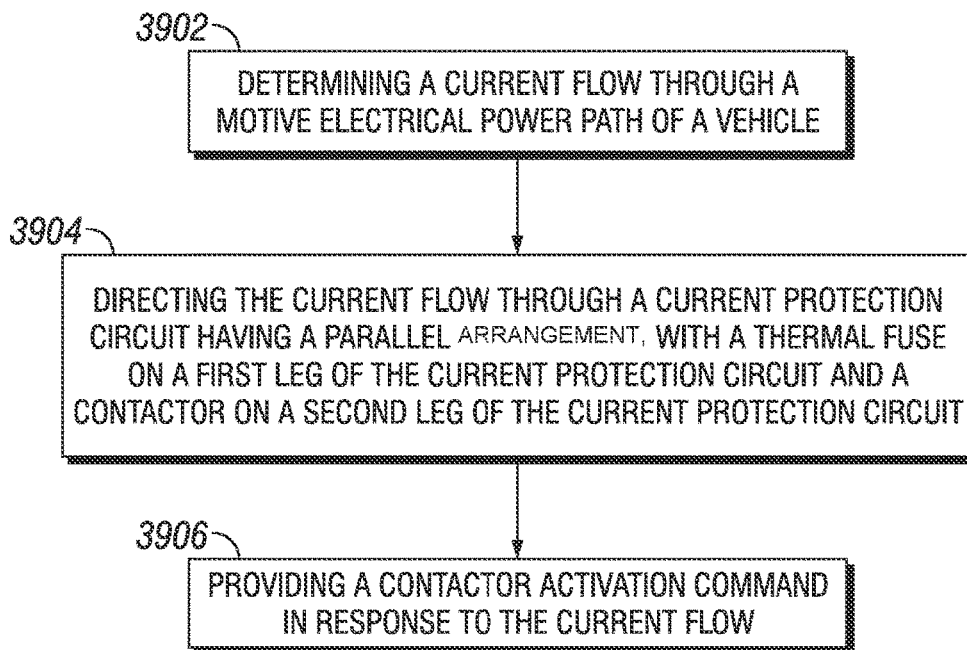 3902
DETERMINING A CURRENT FLOW THROUGH A
MOTIVE ELECTRICAL POWER PATH OF A VEHICLE
3904
DIRECTING THE CURRENT FLOW THROUGH A CURRENT PROTECTION
CIRCUIT HAVING A PARALLEL ARRANGEMENT, WITH A THERMAL FUSE
ON A FIRST LEG OF THE CURRENT PROTECTION CIRCUIT AND A
CONTACTOR ON A SECOND LEG OF THE CURRENT PROTECTION CIRCUIT
3906
PROVIDING A CONTACTOR ACTIVATION COMMAND
IN RESPONSE TO THE CURRENT FLOW